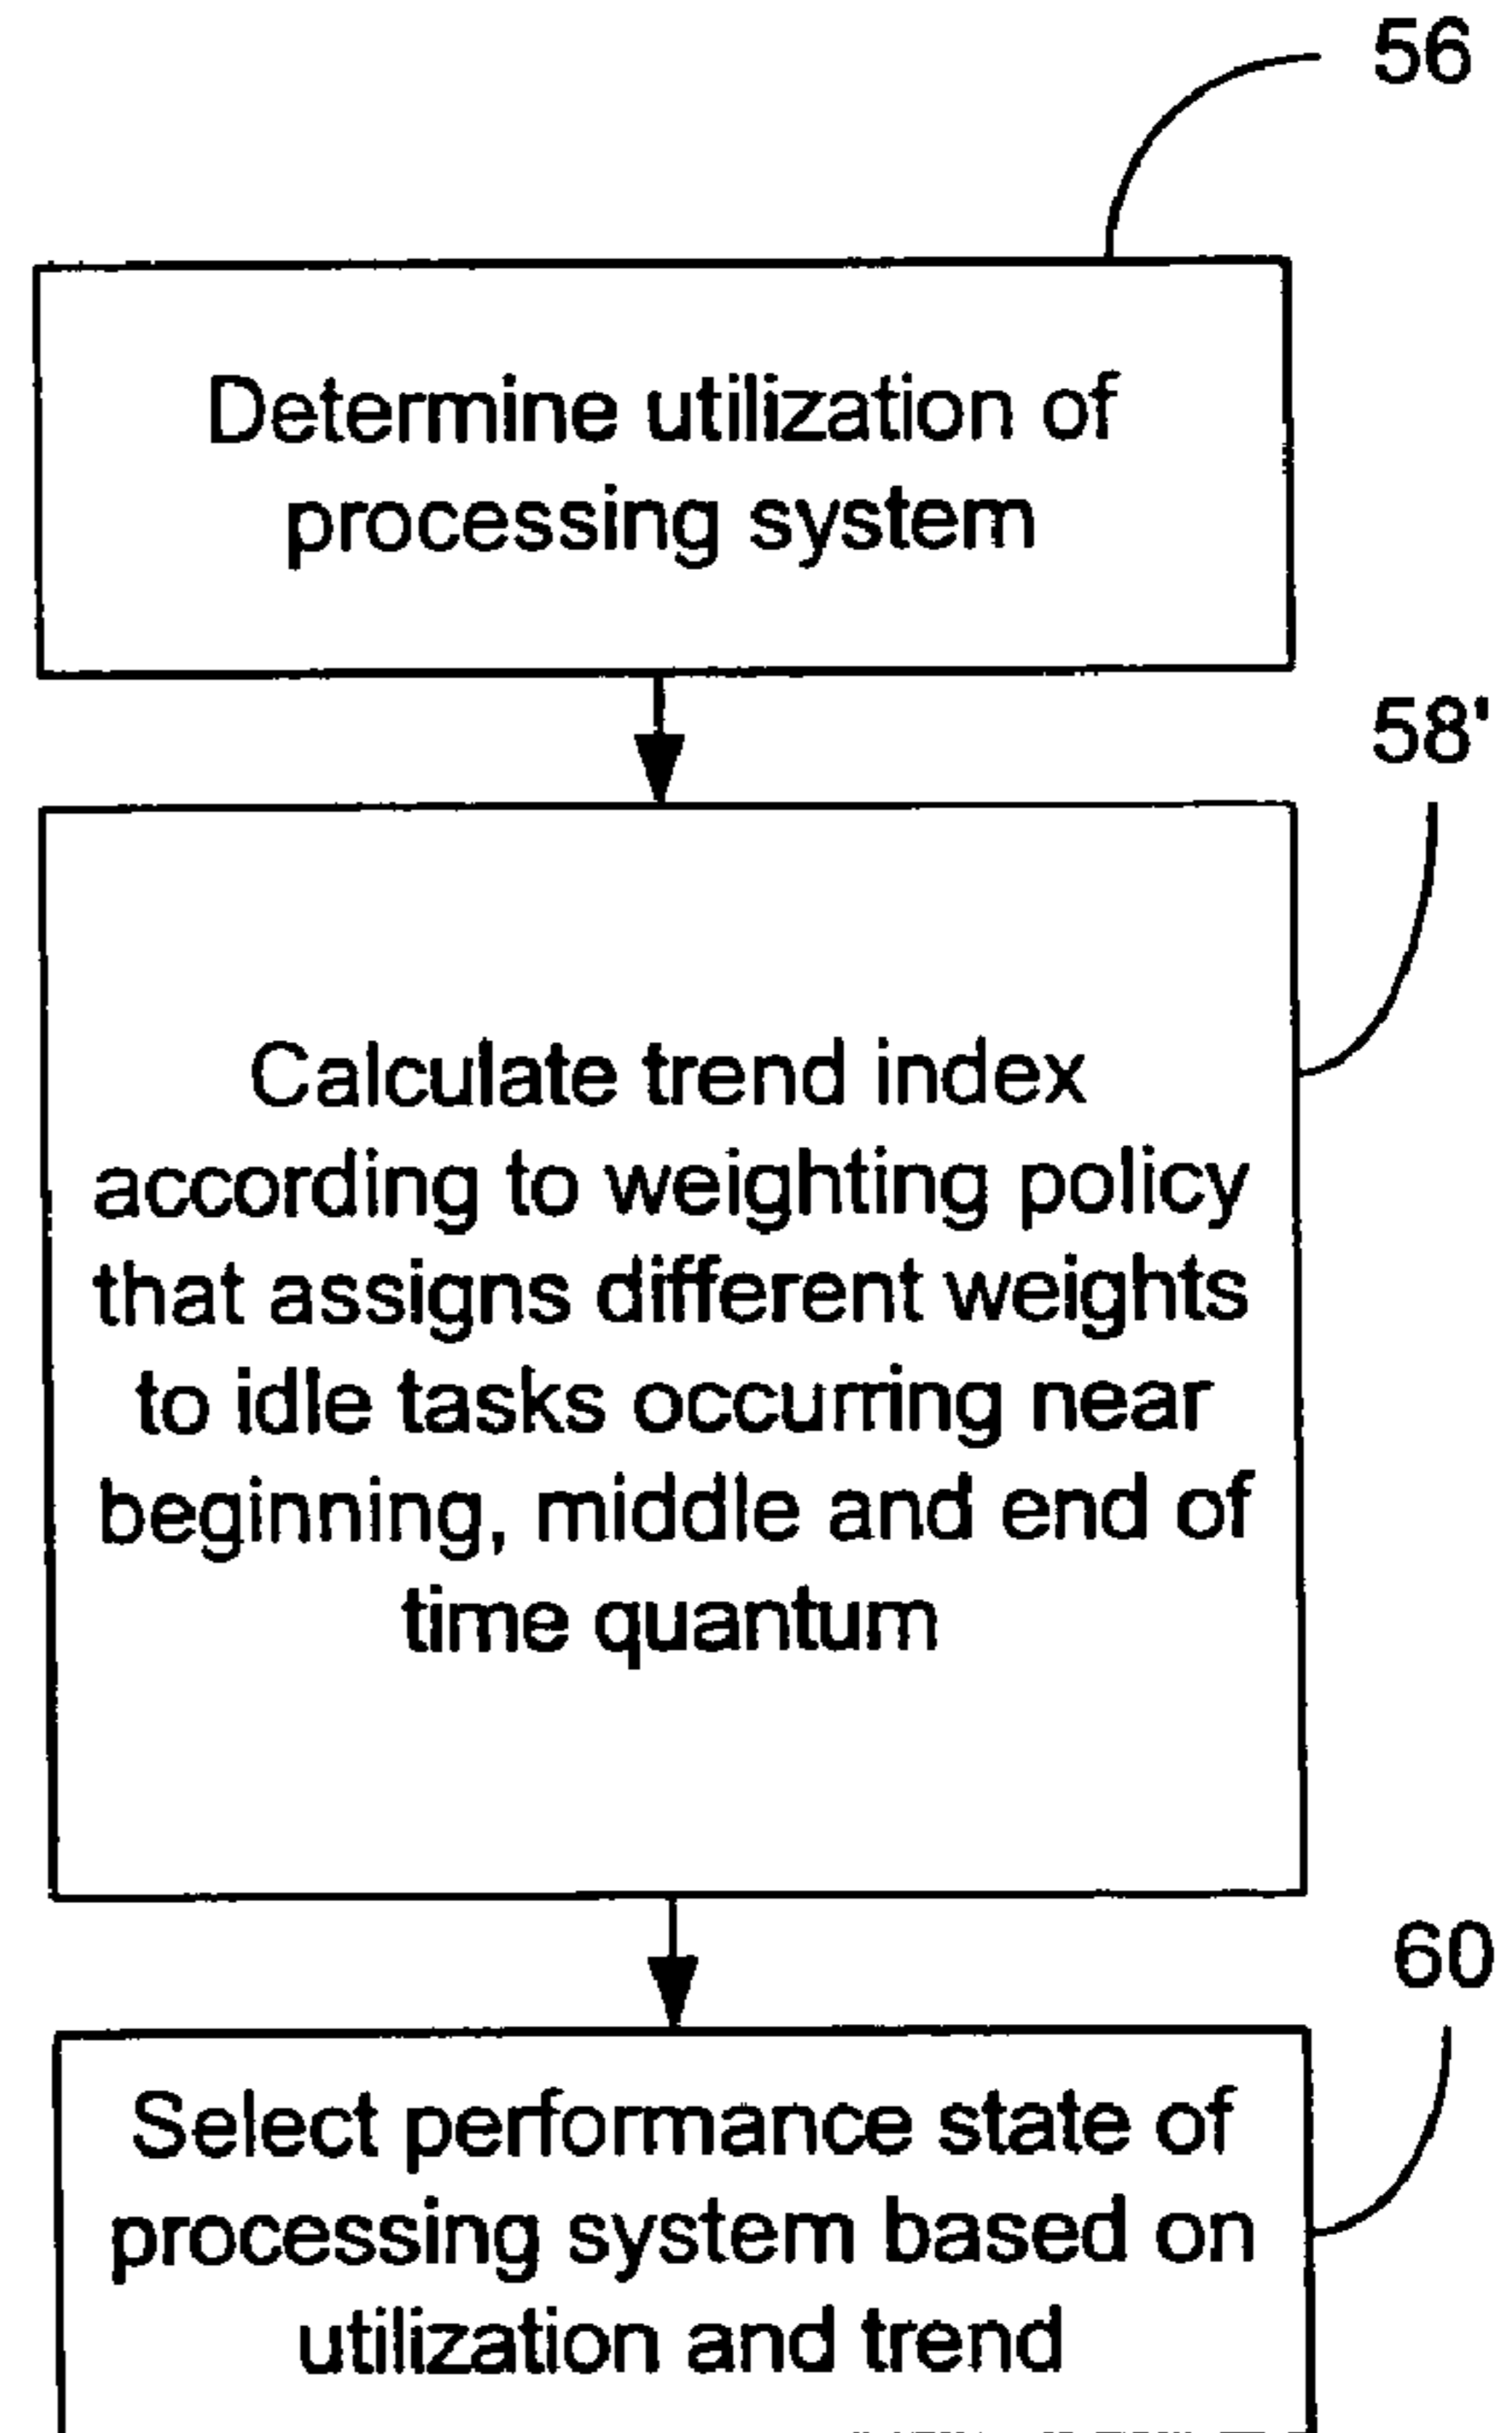 56
Determine utilization of
processing system
58'
Calculate trend index
according to weighting policy
that assigns different weights
to idle tasks occurring near
beginning, middle and end of
time quantum
60
Select performance state of
processing system based on
utilization and trend